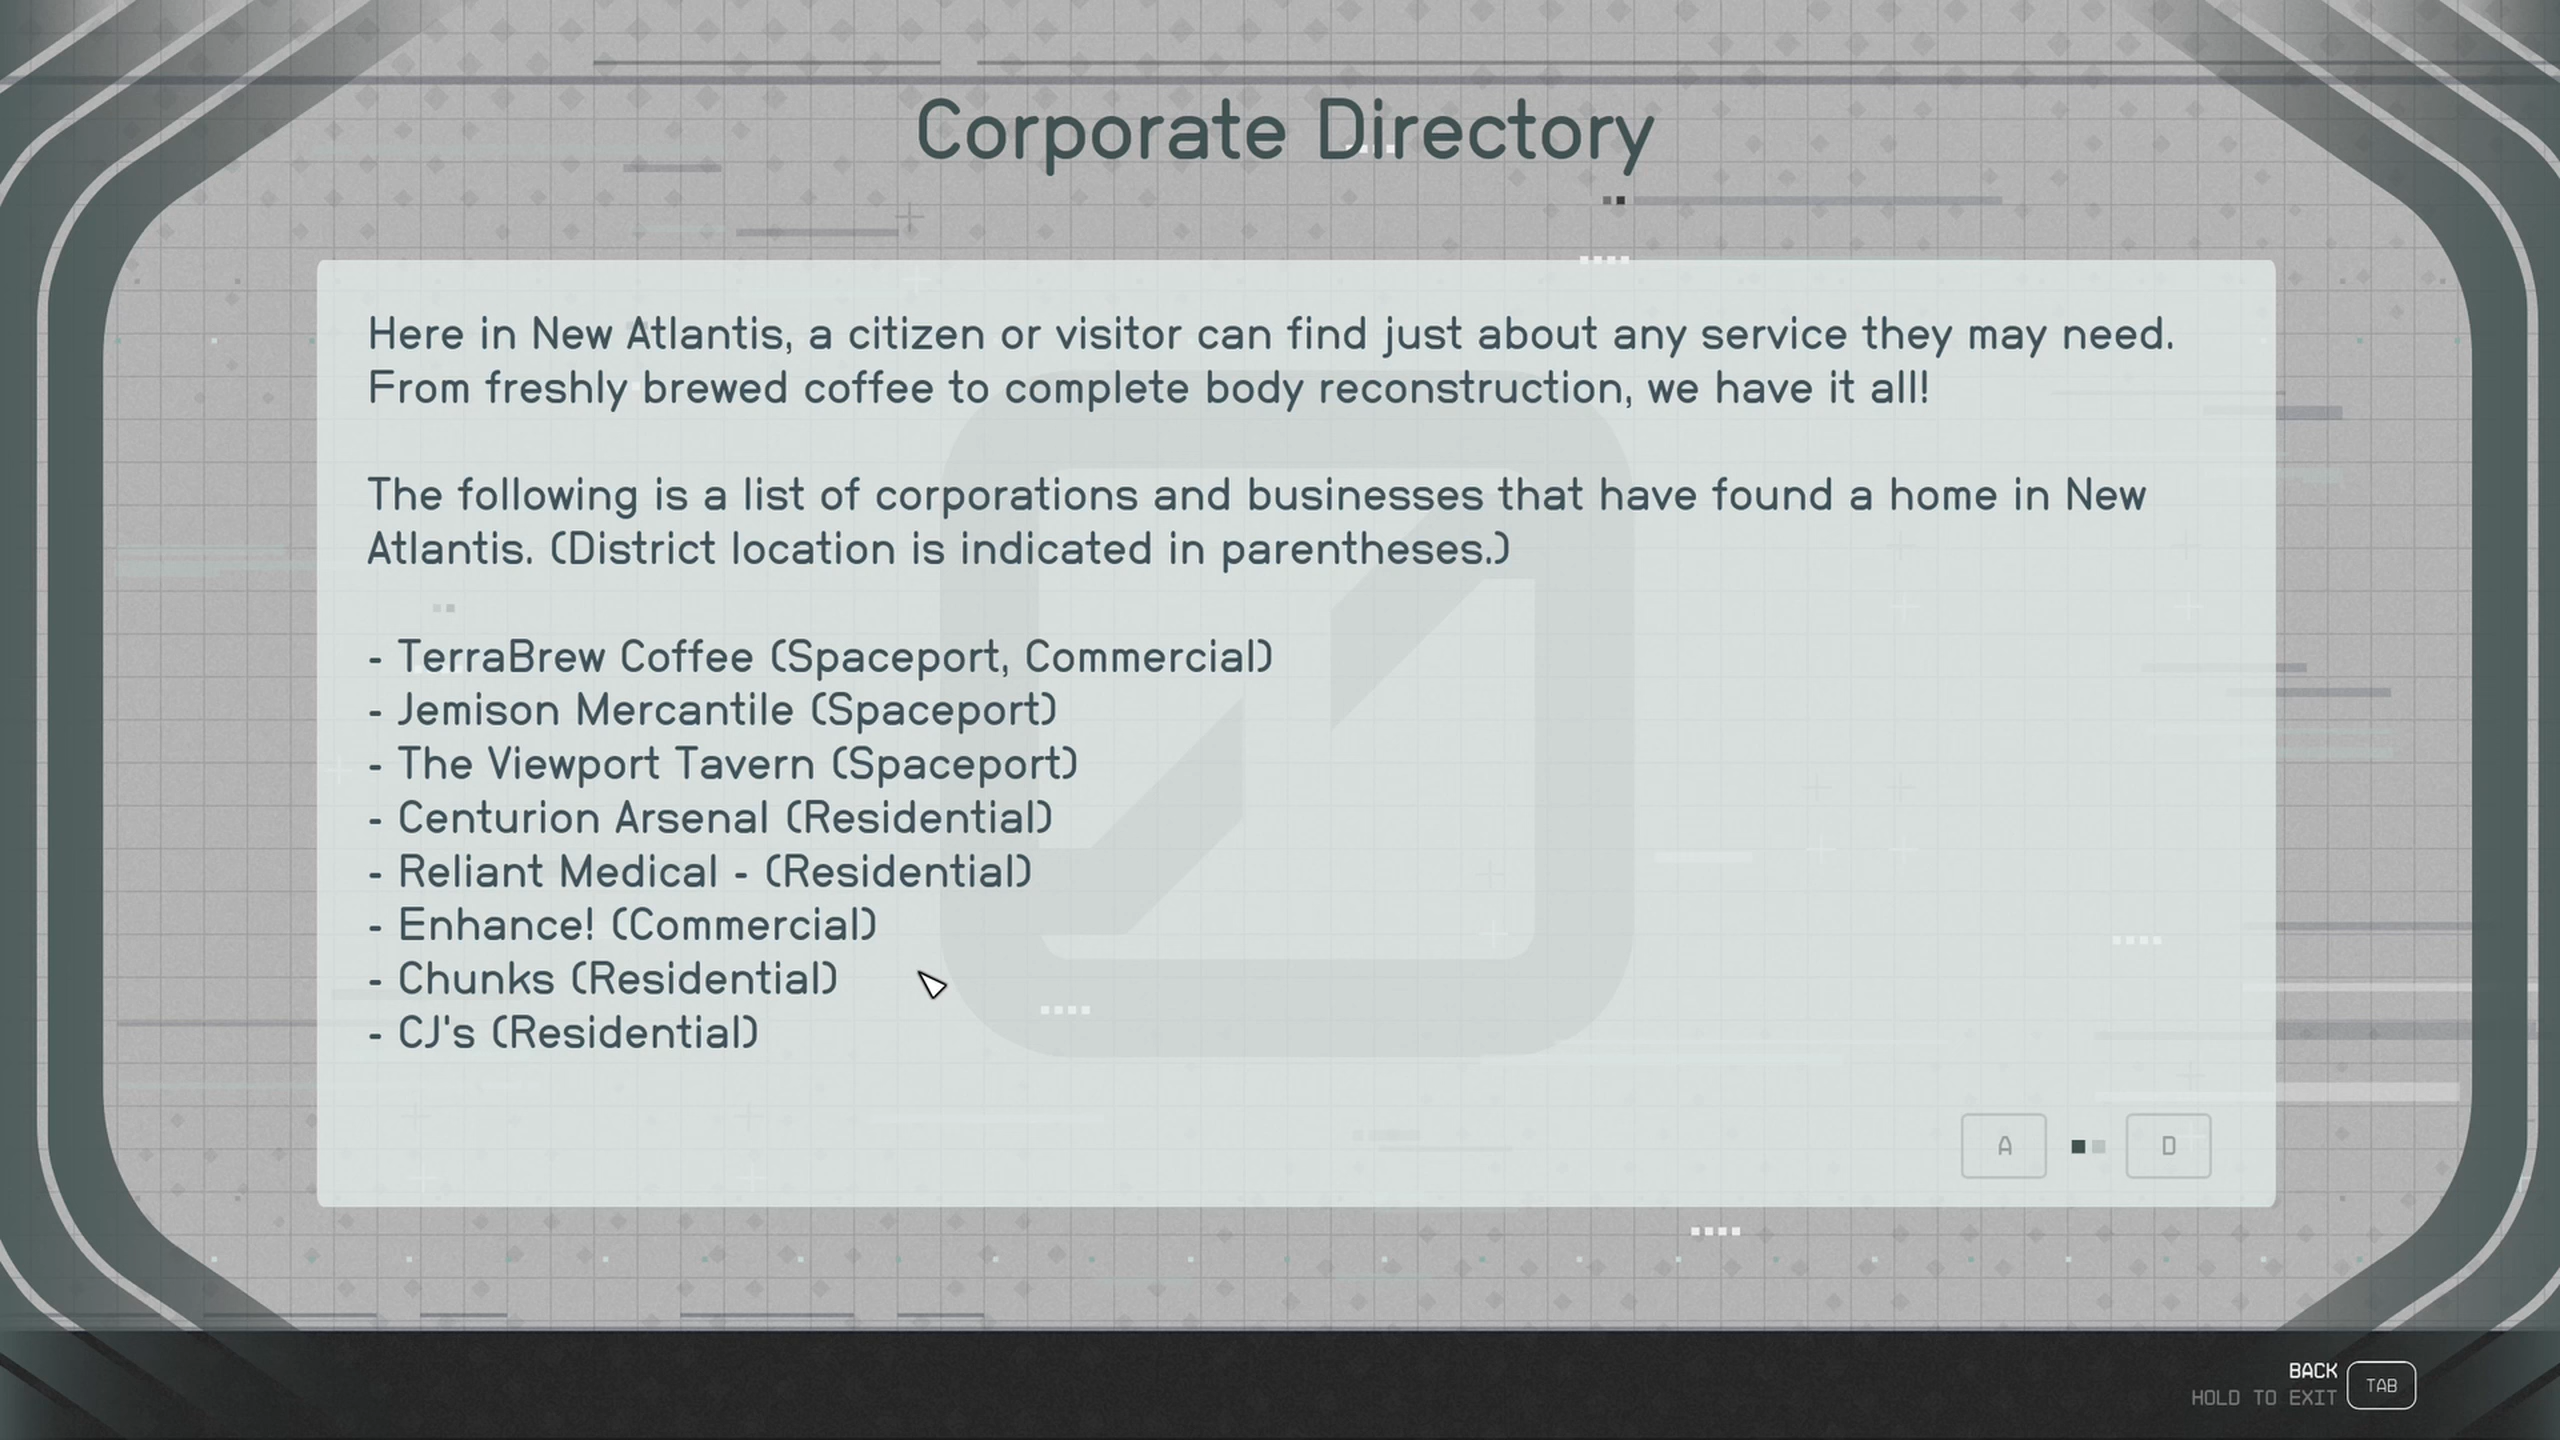 Corporate Directory
Here in New Atlantis, a citizen or visitor can find just about any service they may need.
From freshly brewed coffee to complete body reconstruction, we have it all!
The following is a list of corporations and businesses that have found a home in New
Atlantis. (District location is indicated in parentheses.)
- TerraBrew Coffee (Spaceport, Commercial)
- Jemison Mercantile (Spaceport)
- The Viewport Tavern (Spaceport)
- Centurion Arsenal (Residential)
- Reliant Medical - (Residential)
- Enhance! (Commercial)
- Chunks (Residential)
- CJ's (Residential)
A D
BACK
HOLD TO EXIT TAB